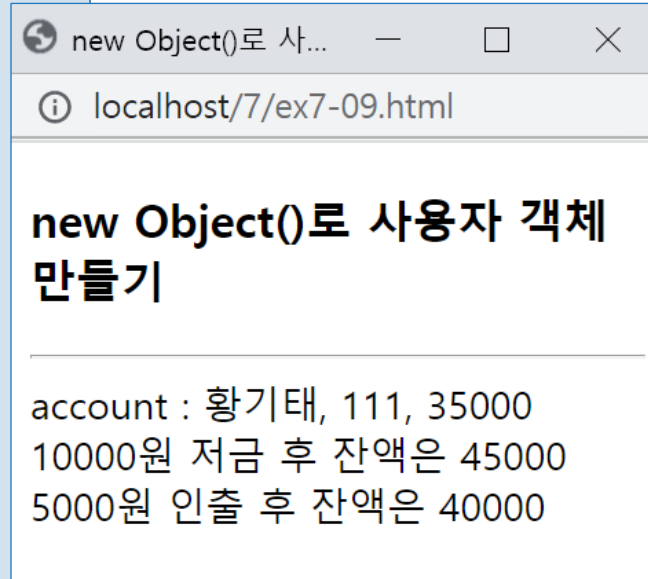 new Object()로 사...
localhost/7/ex7-09.html
new Object()로 사용자 객체
만들기
account : 황기태, 111, 35000
10000원 저금 후 잔액은 45000
5000원 인출 후 잔액은 40000